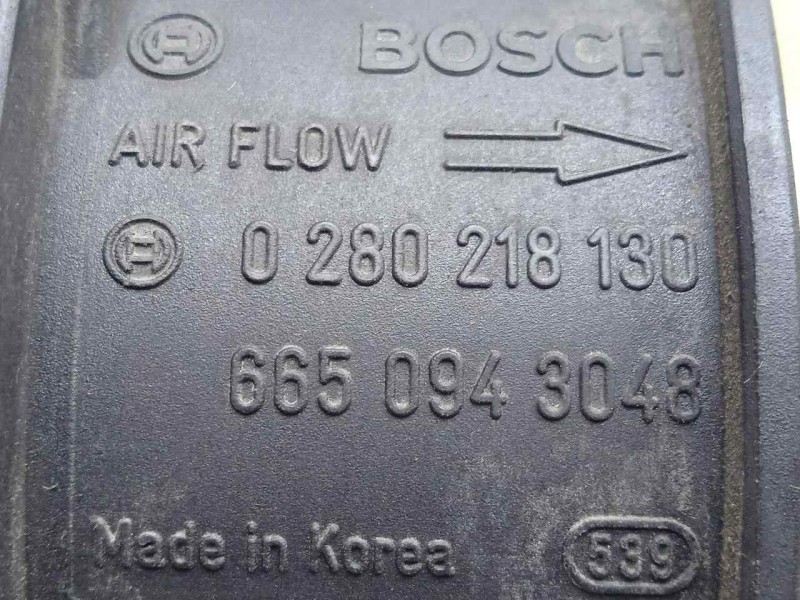 BOSCH
AIR FLOW
0 280 218 130
665 094 3048
Made in Korea 539